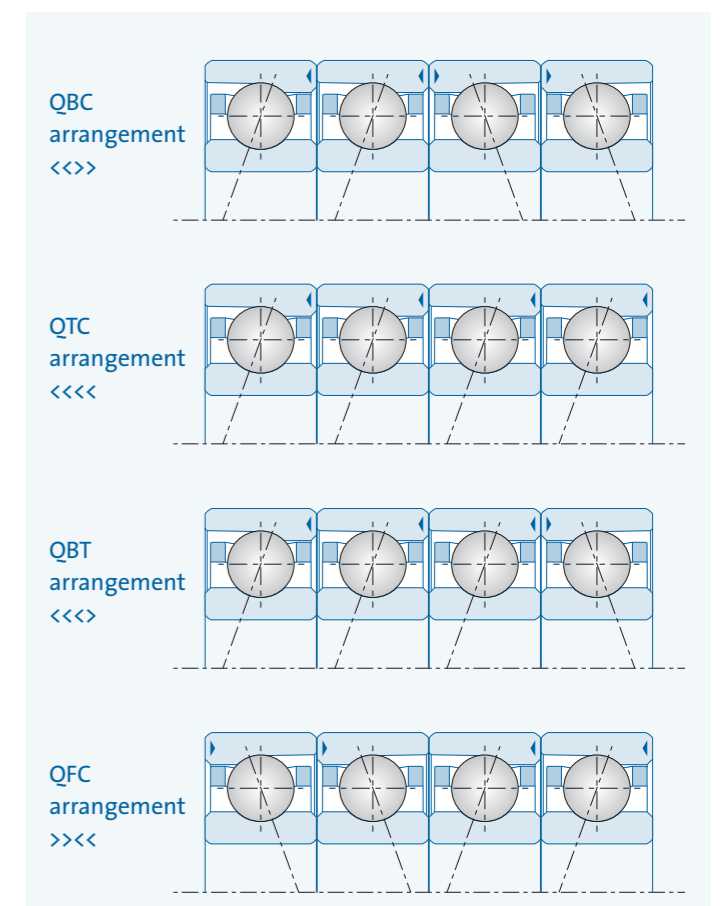 QBC
arrangement
<<>>
QTC
arrangement
<<<<
QBT
arrangement
<<<>
QFC
arrangement
>><<